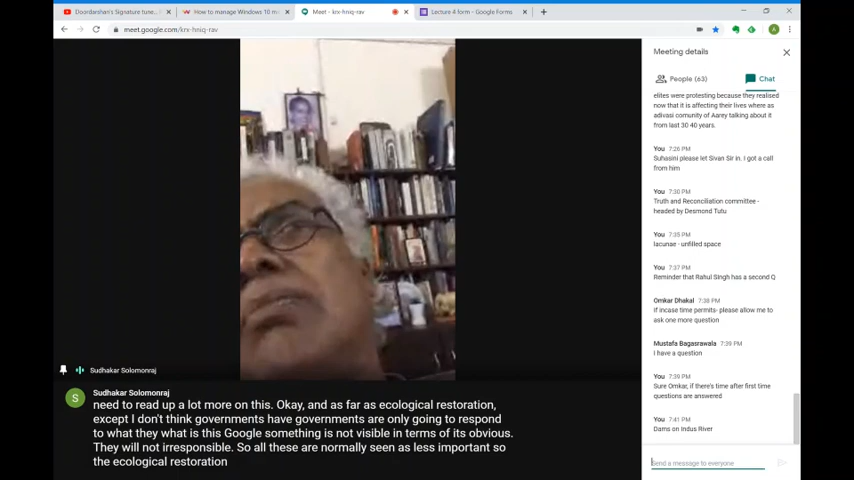 Doordarshan's Signature tune...
How to manage Windows 10 m
Meet - krx-hniq-rav
Lecture 4 form - Google Forms
meet.google.com/krx-hniq-rav
A
Meeting details
People (63)
Chat
elites were protesting because they realised
now that it is affecting their lives where as
adivasi comunity of Aarey talking about it
from last 30 40 years.
You 7:26 PM
Suhasini please let Sivan Sir in. I got a call
from him
You 7:30 PM
Truth and Reconciliation committee -
headed by Desmond Tutu
You 7:35 PM
lacunae - unfilled space
You 7:37 PM
Reminder that Rahul Singh has a second Q
Omkar Dhakal 7:38 PM
if incase time permits- please allow me to
ask one more question
Mustafa Bagasrawala 7:39 PM
I have a question
You 7:39 PM
Sure Omkar, if there's time after first time
questions are answered
You 7:41 PM
Dams on Indus River
Send a message to everyone
Sudhakar Solomonraj
S
Sudhakar Solomonraj
need to read up a lot more on this. Okay, and as far as ecological restoration,
except I don't think governments have governments are only going to respond
to what they what is this Google something is not visible in terms of its obvious.
They will not irresponsible. So all these are normally seen as less important so
the ecological restoration